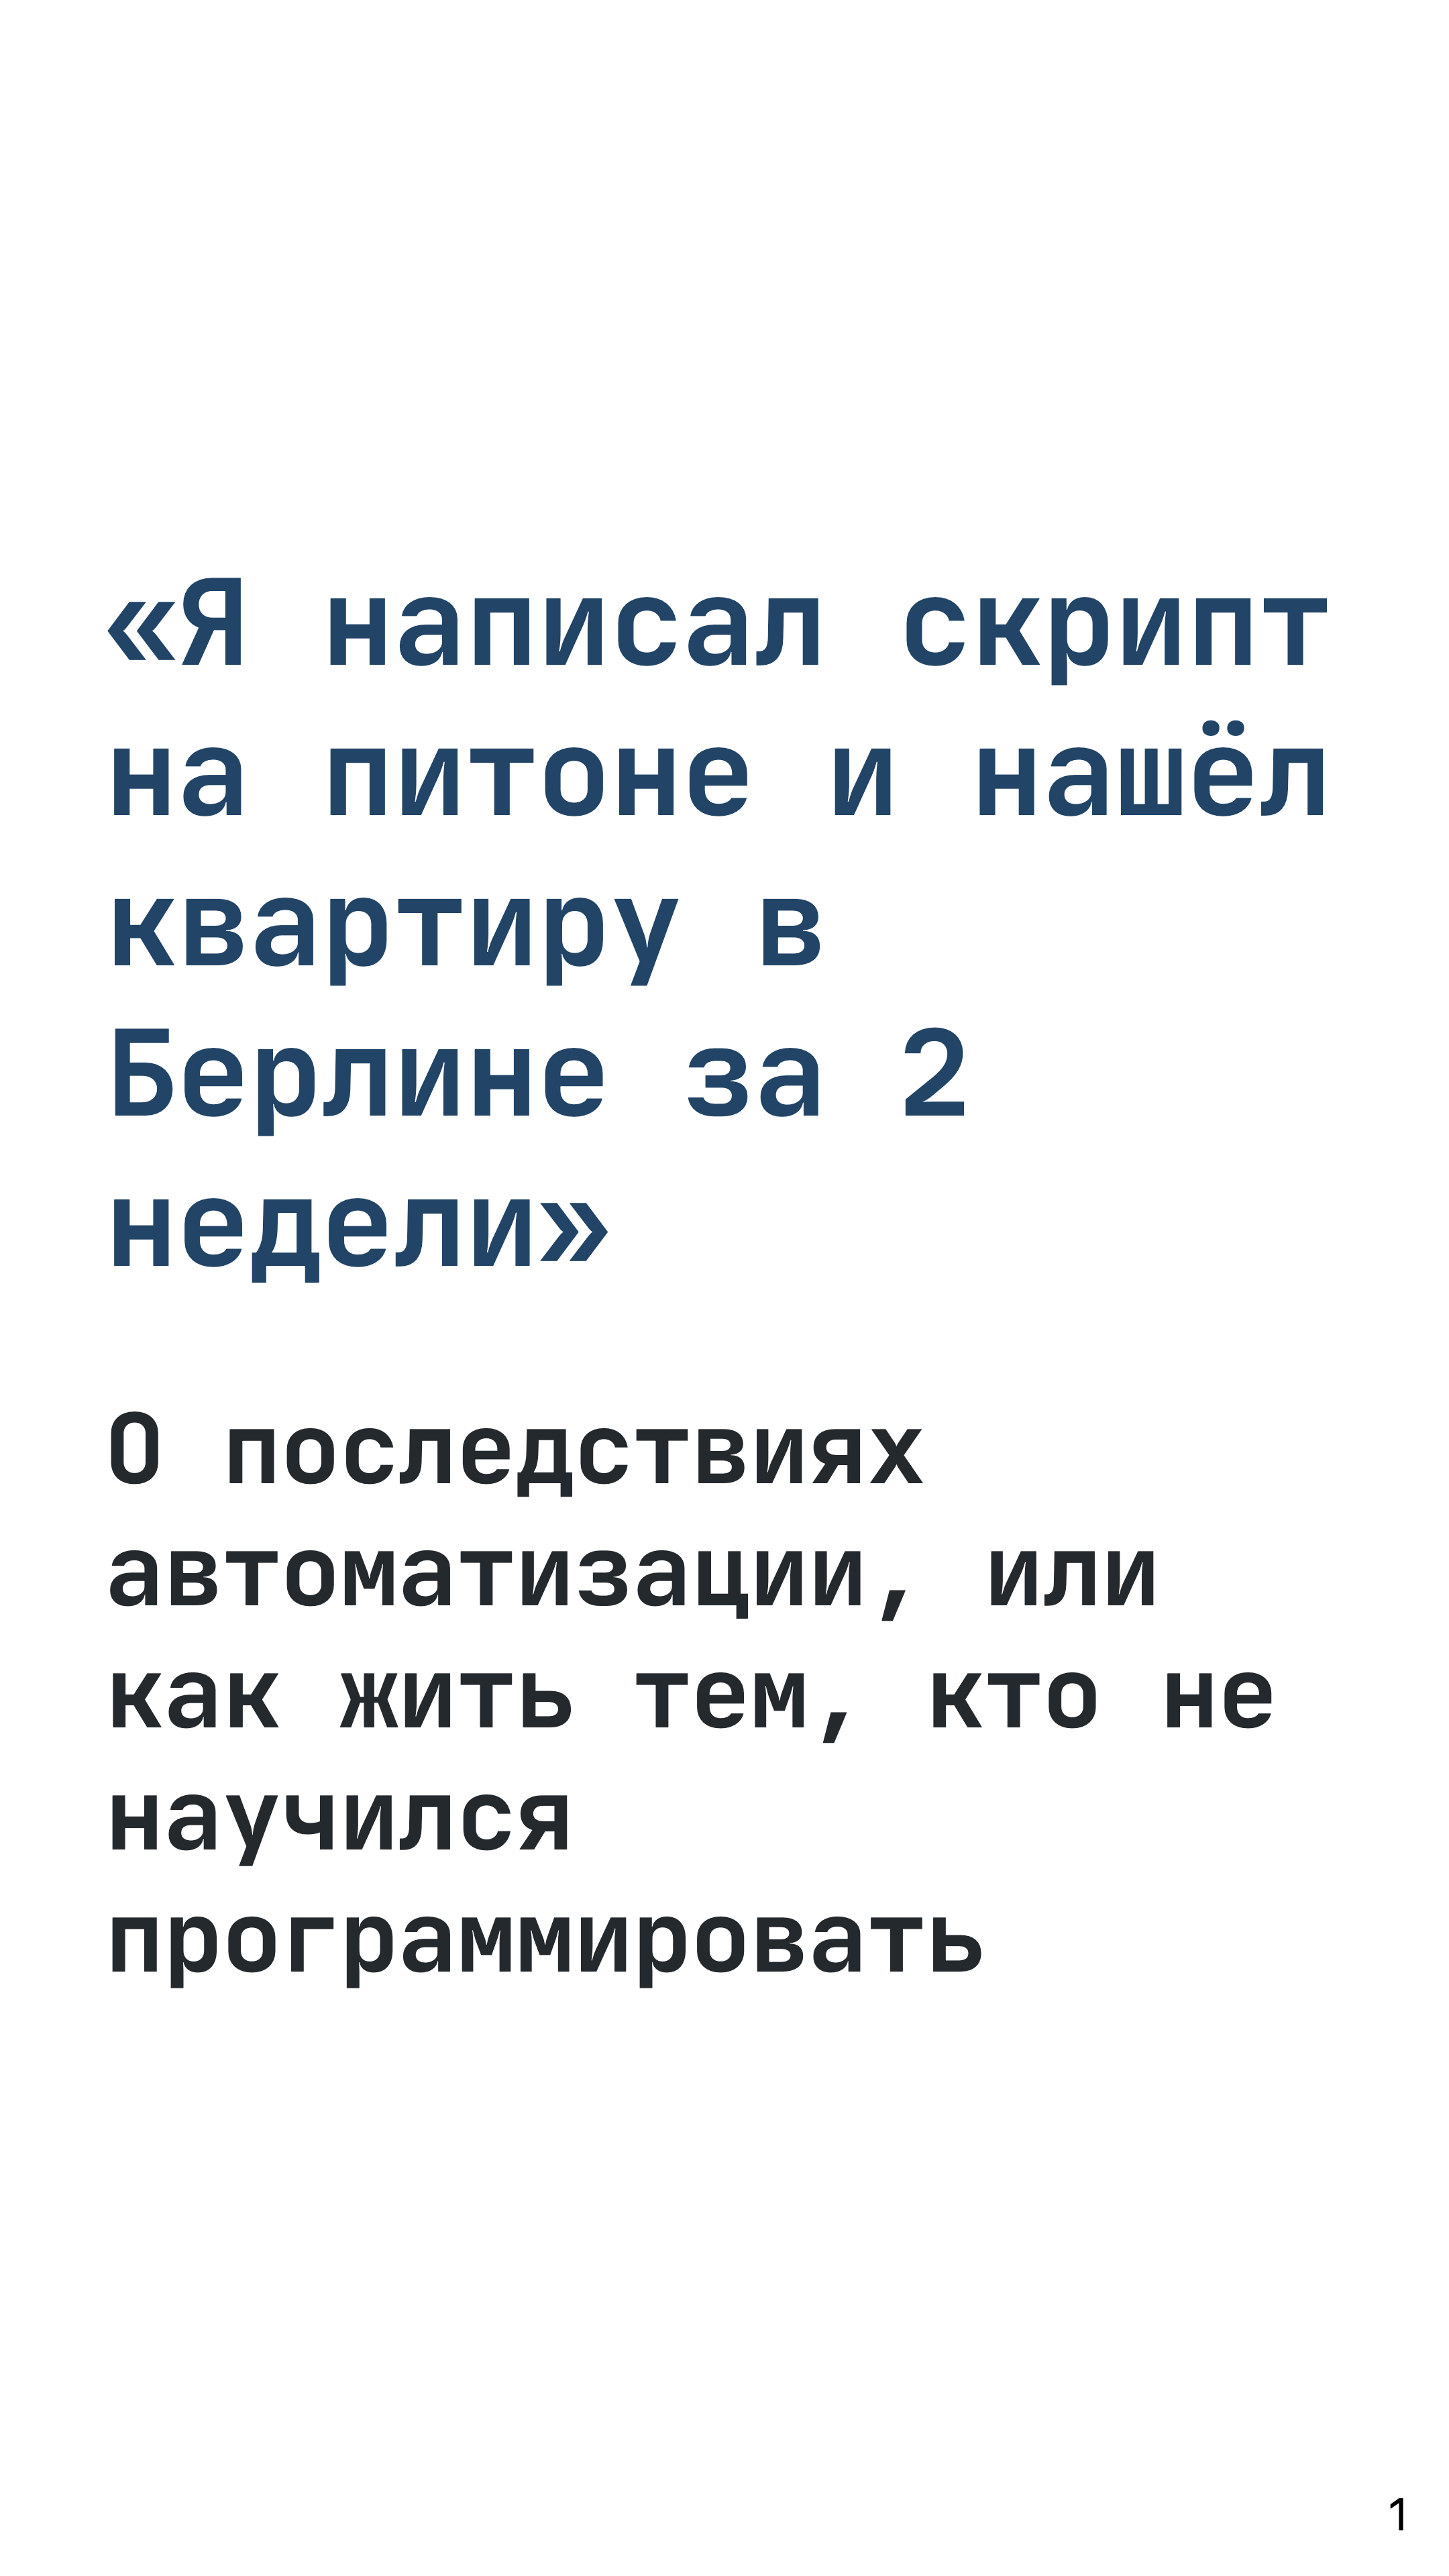 «Я написал скрипт
на питоне и нашёл
квартиру в
Берлине за 2
недели»
О последствиях
автоматизации, или
как жить тем, кто не
научился
программировать
1